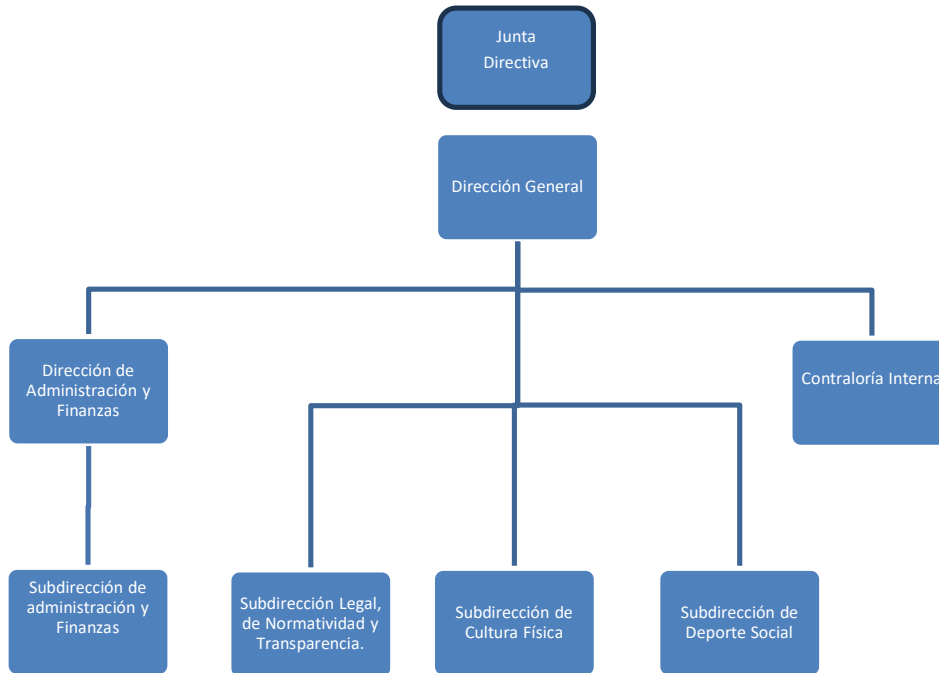 Junta
Directiva
Dirección General
Dirección de
Administración y
Finanzas
Contraloría Interna
Subdirección de
administración y
Finanzas
Subdirección Legal,
de Normatividad y
Transparencia.
Subdirección de
Cultura Física
Subdirección de
Deporte Social